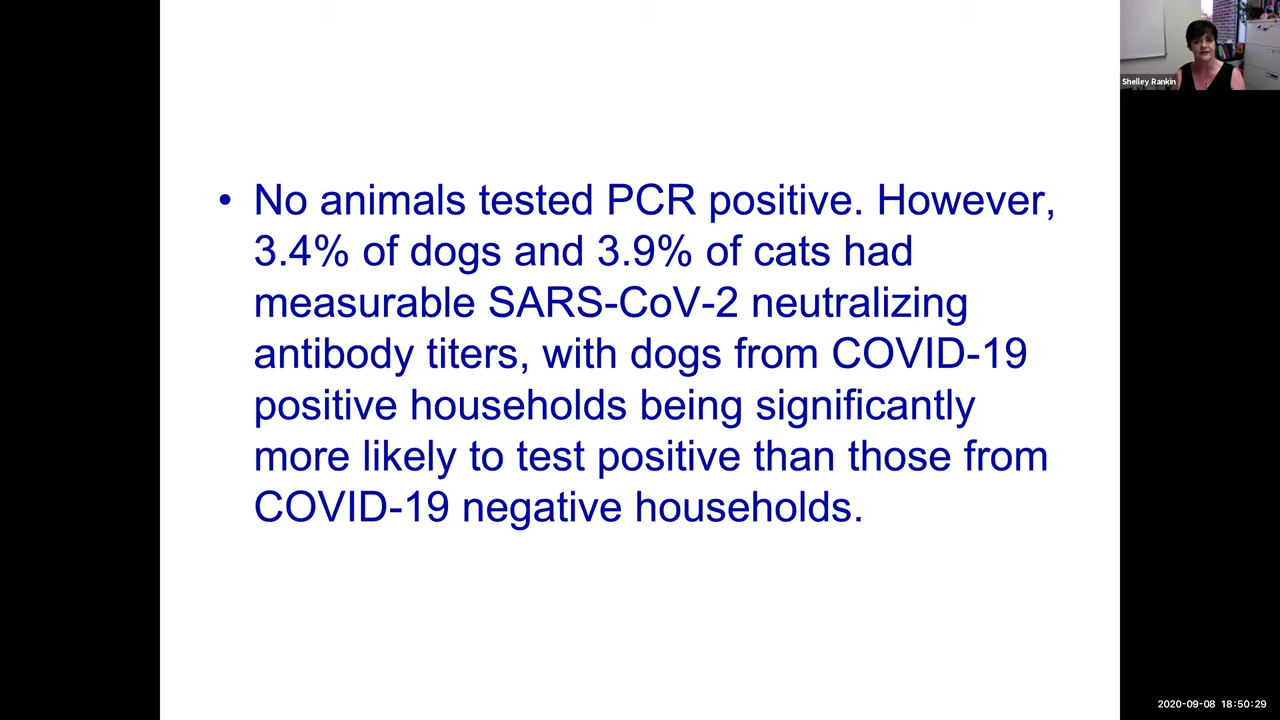 Shelley Rankin
• No animals tested PCR positive. However,
3.4% of dogs and 3.9% of cats had
measurable SARS-CoV-2 neutralizing
antibody titers, with dogs from COVID-19
positive households being significantly
more likely to test positive than those from
COVID-19 negative households.
2020-09-08 18:50:29